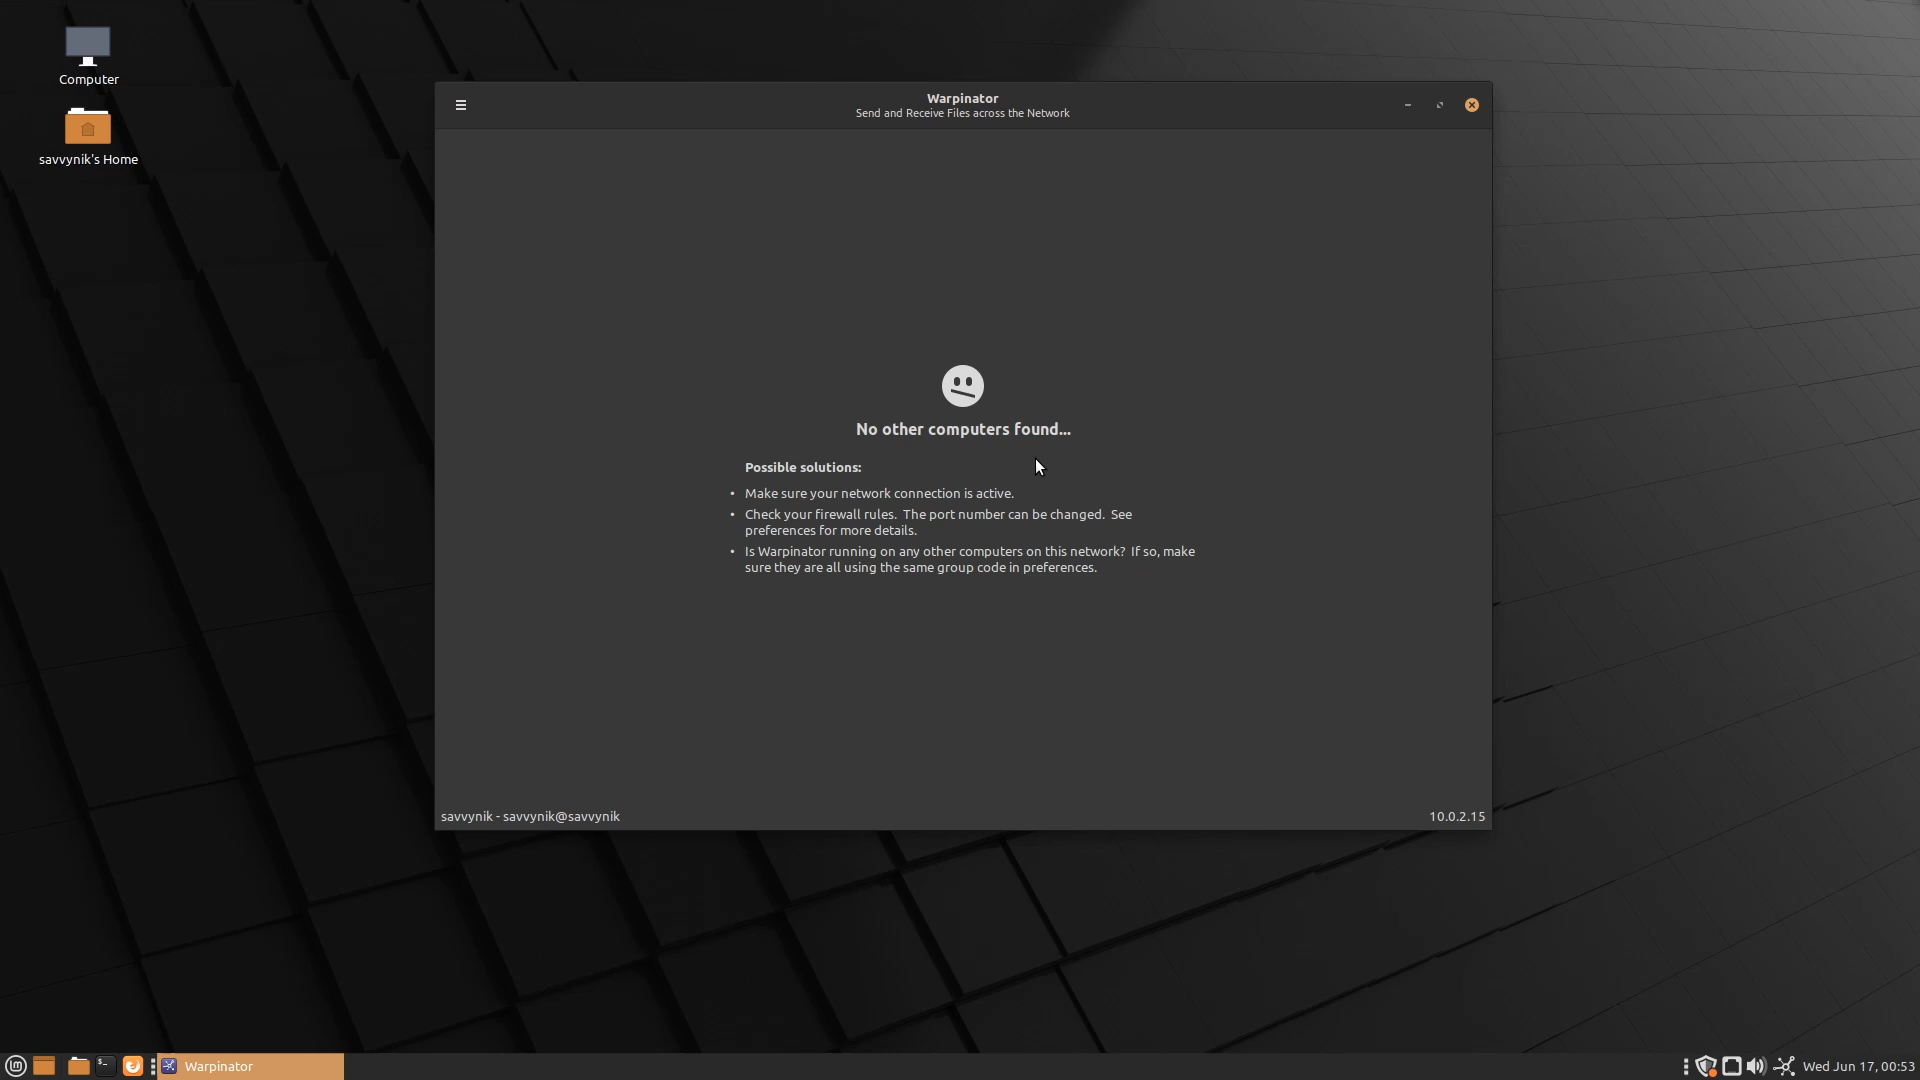 Computer
savvynik's Home
Warpinator
Send and Receive Files across the Network
No other computers found...
Possible solutions:
• Make sure your network connection is active.
• Check your firewall rules.  The port number can be changed.  See
preferences for more details.
• Is Warpinator running on any other computers on this network?  If so, make
sure they are all using the same group code in preferences.
savvynik - savvynik@savvynik
10.0.2.15
Warpinator
Wed Jun 17, 00:53